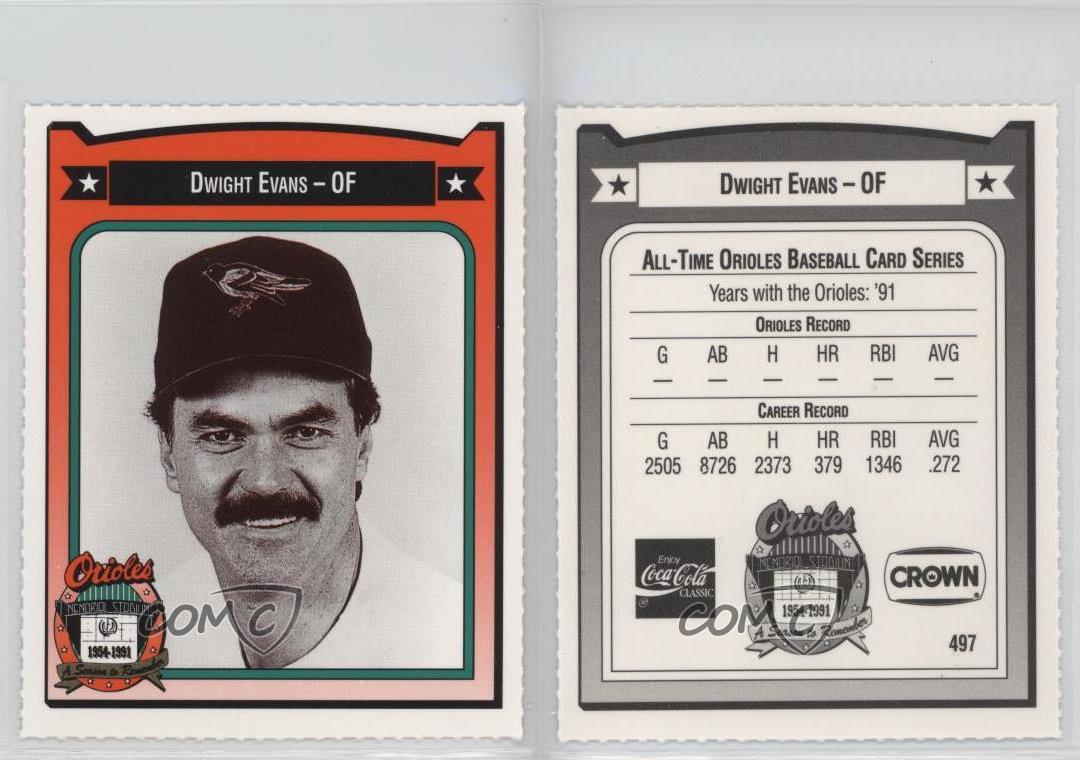 DWIGHT EVANS – OF
Orioles
MEMORIAL STADIUM
1954-1991
A Season to Remember
COMC
DWIGHT EVANS – OF
ALL-TIME ORIOLES BASEBALL CARD SERIES
Years with the Orioles: '91
ORIOLES RECORD
G AB H HR RBI AVG
— — — — — —
CAREER RECORD
G AB H HR RBI AVG
2505 8726 2373 379 1346 .272
Enjoy
Coca-Cola
CLASSIC
Orioles
MEMORIAL STADIUM
1954-1991
A Season to Remember
COMC
CROWN
497